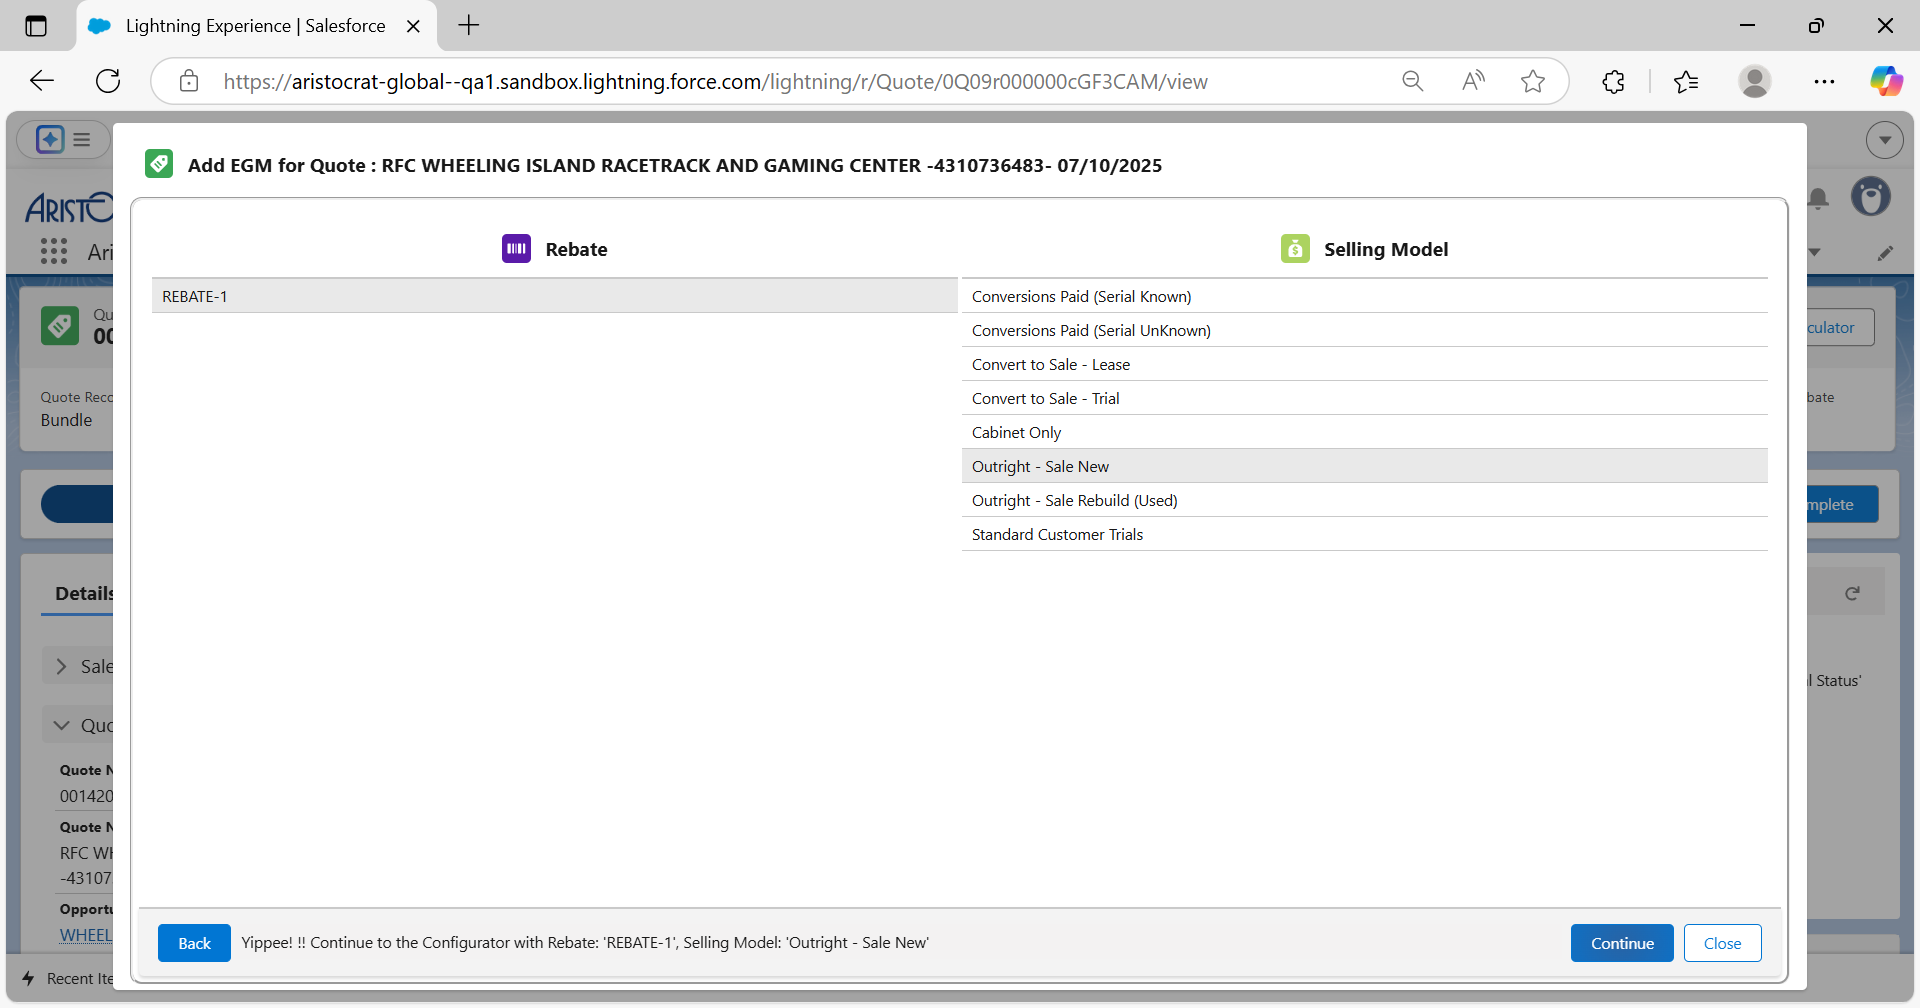 Lightning Experience | Salesforce
https://aristocrat-global--qa1.sandbox.lightning.force.com/lightning/r/Quote/0Q09r000000cGF3CAM/view
Add EGM for Quote : RFC WHEELING ISLAND RACETRACK AND GAMING CENTER -4310736483- 07/10/2025
ARISTO
Ari
Rebate
Selling Model
REBATE-1
Conversions Paid (Serial Known)
Conversions Paid (Serial UnKnown)
Convert to Sale - Lease
Convert to Sale - Trial
Cabinet Only
Outright - Sale New
Outright - Sale Rebuild (Used)
Standard Customer Trials
Qu
00
culator
Quote Reco
Bundle
bate
mplete
Details
Sale
l Status'
Quo
Quote N
001420
Quote N
RFC WH
-43107
Opportu
WHEEL
Back
Yippee! !! Continue to the Configurator with Rebate: 'REBATE-1', Selling Model: 'Outright - Sale New'
Continue
Close
Recent Ite